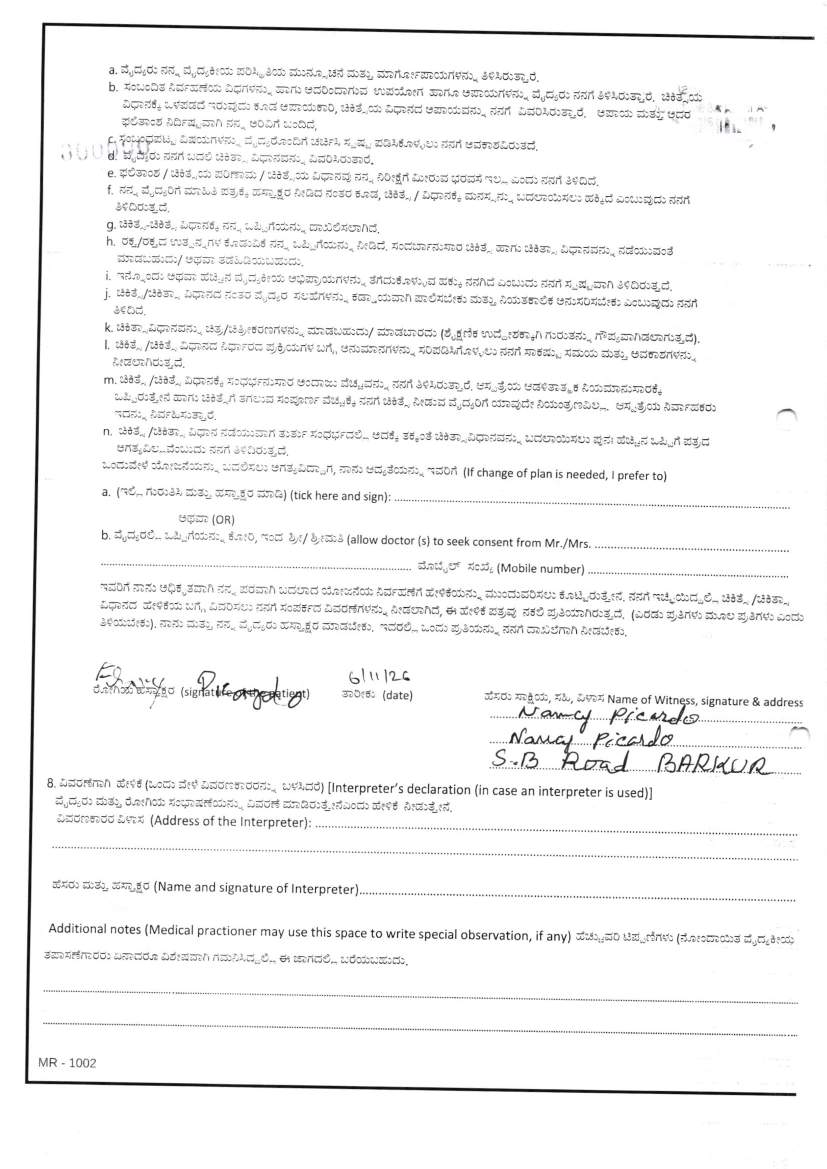 a. ವೈದ್ಯರು ನನ್ನ ವೈದ್ಯಕೀಯ ಪರಿಸ್ಥಿತಿಯ ಮುನ್ಸೂಚನೆ ಮತ್ತು ಮಾರ್ಗೋಪಾಯಗಳನ್ನು ತಿಳಿಸಿರುತ್ತಾರೆ.
b. ಸಂಬಂದಿತ ನಿರ್ವಹಣೆಯ ವಿಧಗಳನ್ನು ಹಾಗು ಅದರಿಂದಾಗುವ ಉಪಯೋಗ ಹಾಗೂ ಅಪಾಯಗಳನ್ನು ವೈದ್ಯರು ನನಗೆ ತಿಳಿಸಿರುತ್ತಾರೆ. ಚಿಕಿತ್ಸೆಯ
ವಿಧಾನಕ್ಕೆ ಒಳಪಡದೆ ಇರುವುದು ಕೂಡ ಅಪಾಯಕಾರಿ, ಚಿಕಿತ್ಸೆಯ ವಿಧಾನದ ಅಪಾಯವನ್ನು ನನಗೆ ವಿವರಿಸಿರುತ್ತಾರೆ. ಅಪಾಯ ಮತ್ತು ಅದರ
ಫಲಿತಾಂಶ ನಿರ್ದಿಷ್ಟವಾಗಿ ನನ್ನ ಅರಿವಿಗೆ ಬಂದಿದೆ,
c. ಸಂಬಂಧಪಟ್ಟ ವಿಷಯಗಳನ್ನು ವೈದ್ಯರೊಂದಿಗೆ ಚರ್ಚಿಸಿ ಸ್ಪಷ್ಟ ಪಡಿಸಿಕೊಳ್ಳಲು ನನಗೆ ಅವಕಾಶವಿರುತದೆ.
d. ವೈದ್ಯರು ನನಗೆ ಬದಲಿ ಚಿಕಿತ್ಸಾ ವಿಧಾನವನ್ನು ವಿವರಿಸಿರುತಾರೆ.
e. ಫಲಿತಾಂಶ / ಚಿಕಿತ್ಸೆಯ ಪರಿಣಾಮ / ಚಿಕಿತ್ಸೆಯ ವಿಧಾನವು ನನ್ನ ನಿರೀಕ್ಷೆಗೆ ಮೀರುವ ಭರವಸೆ ಇಲ್ಲ ಎಂದು ನನಗೆ ತಿಳಿದಿದೆ.
f. ನನ್ನ ವೈದ್ಯರಿಗೆ ಮಾಹಿತಿ ಪತ್ರಕ್ಕೆ ಹಸ್ತಾಕ್ಷರ ನೀಡಿದ ನಂತರ ಕೂಡ, ಚಿಕಿತ್ಸೆ / ವಿಧಾನಕ್ಕೆ ಮನಸ್ಸನ್ನು ಬದಲಾಯಿಸಲು ಹಕ್ಕಿದೆ ಎಂಬುವುದು ನನಗೆ
ತಿಳಿದಿರುತ್ತದೆ.
g. ಚಿಕಿತ್ಸೆ-ಚಿಕಿತ್ಸೆ ವಿಧಾನಕ್ಕೆ ನನ್ನ ಒಪ್ಪಿಗೆಯನ್ನು ದಾಖಲಿಸಲಾಗಿದೆ.
h. ರಕ್ತ/ರಕ್ತದ ಉತ್ಪನ್ನಗಳ ಕೊಡುವಿಕೆ ನನ್ನ ಒಪ್ಪಿಗೆಯನ್ನು ನೀಡಿದೆ. ಸಂದರ್ಬಾನುಸಾರ ಚಿಕಿತ್ಸೆ ಹಾಗು ಚಿಕಿತ್ಸಾ ವಿಧಾನವನ್ನು ನಡೆಯುವಂತೆ
ಮಾಡಬಹುದು/ ಅಥವಾ ತಡೆಹಿಡಿಯಬಹುದು.
i. ಇನ್ನೊಂದು ಅಥವಾ ಹೆಚ್ಚಿನ ವೈದ್ಯಕೀಯ ಅಭಿಪ್ರಾಯಗಳನ್ನು ತೆಗೆದುಕೊಳ್ಳುವ ಹಕ್ಕು ನನಗಿದೆ ಎಂಬುದು ನನಗೆ ಸ್ಪಷ್ಟವಾಗಿ ತಿಳಿದಿರುತ್ತದೆ.
j. ಚಿಕಿತ್ಸೆ/ಚಿಕಿತ್ಸಾ ವಿಧಾನದ ನಂತರ ವೈದ್ಯರ ಸಲಹೆಗಳನ್ನು ಕಡ್ಡಾಯವಾಗಿ ಪಾಲಿಸಬೇಕು ಮತ್ತು ನಿಯತಕಾಲಿಕ ಅನುಸರಿಸಬೇಕು ಎಂಬುವುದು ನನಗೆ
ತಿಳಿದಿದೆ.
k. ಚಿಕಿತ್ಸಾ ವಿಧಾನವನ್ನು ಚಿತ್ರ/ಚಿತ್ರೀಕರಣಗಳನ್ನು ಮಾಡಬಹುದು/ ಮಾಡಬಾರದು (ಶೈಕ್ಷಣಿಕ ಉದ್ದೇಶಕ್ಕಾಗಿ ಗುರುತನ್ನು ಗೌಪ್ಯವಾಗಿಡಲಾಗುತ್ತದೆ).
l. ಚಿಕಿತ್ಸೆ /ಚಿಕಿತ್ಸೆ ವಿಧಾನದ ನಿರ್ಧಾರದ ಪ್ರಕ್ರಿಯೆಗಳ ಬಗ್ಗೆ ಅನುಮಾನಗಳನ್ನು ಸರಿಪಡಿಸಿಗೊಳ್ಳಲು ನನಗೆ ಸಾಕಷ್ಟು ಸಮಯ ಮತ್ತು ಅವಕಾಶಗಳನ್ನು
ನೀಡಲಾಗಿರುತ್ತದೆ.
m. ಚಿಕಿತ್ಸೆ /ಚಿಕಿತ್ಸೆ ವಿಧಾನಕ್ಕೆ ಸಂಧರ್ಭನುಸಾರ ಅಂದಾಜು ವೆಚ್ಚವನ್ನು ನನಗೆ ತಿಳಿಸಿರುತ್ತಾರೆ. ಆಸ್ಪತ್ರೆಯ ಆಡಳಿತಾತ್ಮಕ ನಿಯಮಾನುಸಾರಕ್ಕೆ
ಒಪ್ಪಿರುತ್ತೇನೆ ಹಾಗು ಚಿಕಿತ್ಸೆಗೆ ತಗಲುವ ಸಂಪೂರ್ಣ ವೆಚ್ಚಕ್ಕೆ ನನಗೆ ಚಿಕಿತ್ಸೆ ನೀಡುವ ವೈದ್ಯರಿಗೆ ಯಾವುದೇ ನಿಯಂತ್ರಣವಿಲ್ಲ. ಆಸ್ಪತ್ರೆಯ ನಿರ್ವಾಹಕರು
ಇದನ್ನು ನಿರ್ವಹಿಸುತ್ತಾರೆ.
n. ಚಿಕಿತ್ಸೆ /ಚಿಕಿತ್ಸಾ ವಿಧಾನ ನಡೆಯುವಾಗ ತುರ್ತು ಸಂಧರ್ಭದಲ್ಲಿ ಅದಕ್ಕೆ ತಕ್ಕಂತೆ ಚಿಕಿತ್ಸಾ ವಿಧಾನವನ್ನು ಬದಲಾಯಿಸಲು ಪುನಃ ಹೆಚ್ಚಿನ ಒಪ್ಪಿಗೆ ಪತ್ರದ
ಅಗತ್ಯವಿಲ್ಲವೆಂಬುದು ನನಗೆ ತಿಳಿದಿರುತ್ತದೆ.
ಒಂದುವೇಳೆ ಯೋಜನೆಯನ್ನು ಬದಲಿಸಲು ಅಗತ್ಯವಿದ್ದಾಗ, ನಾನು ಆದ್ಯತೆಯನ್ನು ಇವರಿಗೆ (If change of plan is needed, I prefer to)
a. (ಇಲ್ಲಿ ಗುರುತಿಸಿ ಮತ್ತು ಹಸ್ತಾಕ್ಷರ ಮಾಡಿ) (tick here and sign):
ಅಥವಾ (OR)
b. ವೈದ್ಯರಲ್ಲಿ ಒಪ್ಪಿಗೆಯನ್ನು ಕೋರಿ, ಇಂದ ಶ್ರೀ/ ಶ್ರೀಮತಿ (allow doctor (s) to seek consent from Mr./Mrs.
ಮೊಬೈಲ್ ಸಂಖ್ಯೆ (Mobile number)
ಇವರಿಗೆ ನಾನು ಅಧಿಕೃತವಾಗಿ ನನ್ನ ಪರವಾಗಿ ಬದಲಾದ ಯೋಜನೆಯ ನಿರ್ವಹಣೆಗೆ ಹೇಳಿಕೆಯನ್ನು ಮುಂದುವರಿಸಲು ಕೊಟ್ಟಿರುತ್ತೇನೆ. ನನಗೆ ಇಚ್ಛೆಯಿದ್ದಲ್ಲಿ ಚಿಕಿತ್ಸೆ /ಚಿಕಿತ್ಸಾ
ವಿಧಾನದ ಹೇಳಿಕೆಯ ಬಗ್ಗೆ ವಿವರಿಸಲು ನನಗೆ ಸಂಪರ್ಕದ ವಿವರಣೆಗಳನ್ನು ನೀಡಲಾಗಿದೆ, ಈ ಹೇಳಿಕೆ ಪತ್ರವು ನಕಲಿ ಪ್ರತಿಯಾಗಿರುತ್ತದೆ. (ಎರಡು ಪ್ರತಿಗಳು ಮೂಲ ಪ್ರತಿಗಳು ಎಂದು
ತಿಳಿಯಬೇಕು). ನಾನು ಮತ್ತು ನನ್ನ ವೈದ್ಯರು ಹಸ್ತಾಕ್ಷರ ಮಾಡಬೇಕು. ಇದರಲ್ಲಿ ಒಂದು ಪ್ರತಿಯನ್ನು ನನಗೆ ದಾಖಲೆಗಾಗಿ ನೀಡಬೇಕು.
6/11/26
ರೋಗಿಯ ಹಸ್ತಾಕ್ಷರ (signature of the patient) ತಾರೀಕು (date) ಹೆಸರು ಸಾಕ್ಷಿಯ, ಸಹಿ, ವಿಳಾಸ Name of Witness, signature & address
Nancy Picardo
Nancy Picardo
S.B Road BARKUR
8. ವಿವರಣೆಗಾಗಿ ಹೇಳಿಕೆ (ಒಂದು ವೇಳೆ ವಿವರಣಕಾರರನ್ನು ಬಳಸಿದರೆ) [Interpreter's declaration (in case an interpreter is used)]
ವೈದ್ಯರು ಮತ್ತು ರೋಗಿಯ ಸಂಭಾಷಣೆಯನ್ನು ವಿವರಣೆ ಮಾಡಿರುತ್ತೇನೆಎಂದು ಹೇಳಿಕೆ ನೀಡುತ್ತೇನೆ.
ವಿವರಣಕಾರರ ವಿಳಾಸ (Address of the Interpreter):
ಹೆಸರು ಮತ್ತು ಹಸ್ತಾಕ್ಷರ (Name and signature of Interpreter)
Additional notes (Medical practioner may use this space to write special observation, if any) ಹೆಚ್ಚುವರಿ ಟಿಪ್ಪಣಿಗಳು (ನೋಂದಾಯಿತ ವೈದ್ಯಕೀಯ
ತಪಾಸಣೆಗಾರರು ಏನಾದರೂ ವಿಶೇಷವಾಗಿ ಗಮನಿಸಿದ್ದಲ್ಲಿ ಈ ಜಾಗದಲ್ಲಿ ಬರೆಯಬಹುದು.
MR - 1002